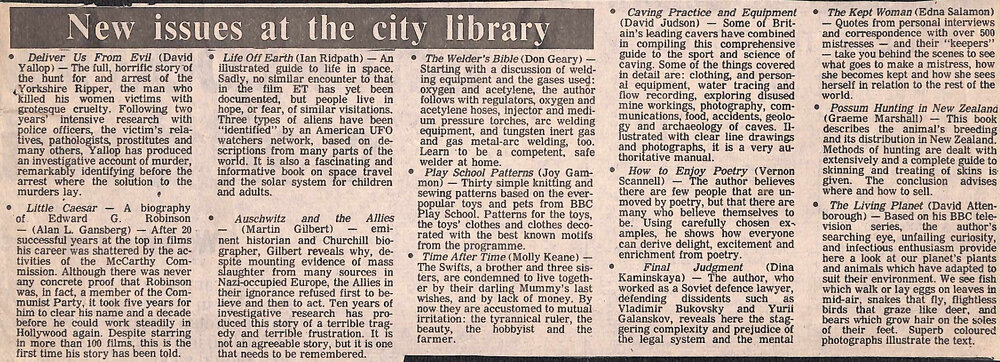 New issues at the city library
• Deliver Us From Evil (David
Yallop) — The full, horrific story of
the hunt for and arrest of the
Yorkshire Ripper, the man who
killed his women victims with
grotesque cruelty. Following two
years' intensive research with
police officers, the victim's rela-
tives, pathologists, prostitutes and
many others, Yallop has produced
an investigative account of murder,
remarkably identifying before the
arrest where the solution to the
murders lay.
• Little Caesar — A biography
of Edward G. Robinson
— (Alan L. Gansberg) — After 20
successful years at the top in films
his career was shattered by the ac-
tivities of the McCarthy Com-
mission. Although there was never
any concrete proof that Robinson
was, in fact, a member of the Com-
munist Party, it took five years for
him to clear his name and a decade
before he could work steadily in
Hollywood again. Despite starring
in more than 100 films, this is the
first time his story has been told.
• Life Off Earth (Ian Ridpath) — An
illustrated guide to life in space.
Sadly, no similar encounter to that
in the film ET has yet been
documented, but people live in
hope, or fear, of similar visitations.
Three types of aliens have been
"identified" by an American UFO
watchers network, based on de-
scriptions from many parts of the
world. It is also a fascinating and
informative book on space travel
and the solar system for children
and adults.
• Auschwitz and the Allies
— (Martin Gilbert) — emi-
nent historian and Churchill bio-
grapher, Gilbert reveals why, de-
spite mounting evidence of mass
slaughter from many sources in
Nazi-occupied Europe, the Allies in
their ignorance refused first to be-
lieve and then to act. Ten years of
investigative research has pro-
duced this story of a terrible trag-
edy and terrible frustration. It is
not an agreeable story, but it is one
that needs to be remembered.
• The Welder's Bible (Don Geary) —
Starting with a discussion of weld-
ing equipment and the gases used:
oxygen and acetylene, the author
follows with regulators, oxygen and
acetylene hoses, injector and medi-
um pressure torches, arc welding
equipment, and tungsten inert gas
and gas metal-arc welding, too.
Learn to be a competent, safe
welder at home.
• Play School Patterns (Joy Gam-
mon) — Thirty simple knitting and
sewing patterns based on the ever-
popular toys and pets from BBC
Play School. Patterns for the toys,
the toys' clothes and clothes deco-
rated with the best known motifs
from the programme.
• Time After Time (Molly Keane) —
The Swifts, a brother and three sis-
ters, are condemned to live togeth-
er by their darling Mummy's last
wishes, and by lack of money. By
now they are accustomed to mutual
irritation: the tyrannical ruler, the
beauty, the hobbyist and the
farmer.
• Caving Practice and Equipment
(David Judson) — Some of Brit-
ain's leading cavers have combined
in compiling this comprehensive
guide to the sport and science of
caving. Some of the things covered
in detail are: clothing, and person-
al equipment, water tracing and
flow recording, exploring disused
mine workings, photography, com-
munications, food, accidents, geolo-
gy and archaeology of caves. Il-
lustrated with clear line drawings
and photographs, it is a very au-
thoritative manual.
• How to Enjoy Poetry (Vernon
Scannell) — The author believes
there are few people that are un-
moved by poetry, but that there are
many who believe themselves to
be. Using carefully chosen ex-
amples, he shows how everyone
can derive delight, excitement and
enrichment from poetry.
• Final Judgment (Dina
Kaminskaya) — The author, who
worked as a Soviet defence lawyer,
defending dissidents such as
Vladimir Bukovsky and Yurii
Galanskov, reveals here the stag-
gering complexity and prejudice of
the legal system and the mental
• The Kept Woman (Edna Salamon)
— Quotes from personal interviews
and correspondence with over 500
mistresses — and their "keepers"
— take you behind the scenes to see
what goes to make a mistress, how
she becomes kept and how she sees
herself in relation to the rest of the
world.
• Possum Hunting in New Zealand
(Graeme Marshall) — This book
describes the animal's breeding
and its distribution in New Zealand.
Methods of hunting are dealt with
extensively and a complete guide to
skinning and treating of skins is
given. The conclusion advises
where and how to sell.
• The Living Planet (David Atten-
borough) — Based on his BBC tele-
vision series, the author's
searching eye, unfailing curiosity,
and infectious enthusiasm provide
here a look at our planet's plants
and animals which have adapted to
suit their environment. We see fish
which walk or lay eggs on leaves in
mid-air, snakes that fly, flightless
birds that graze like deer, and
bears which grow hair on the soles
of their feet. Superb coloured
photographs illustrate the text.